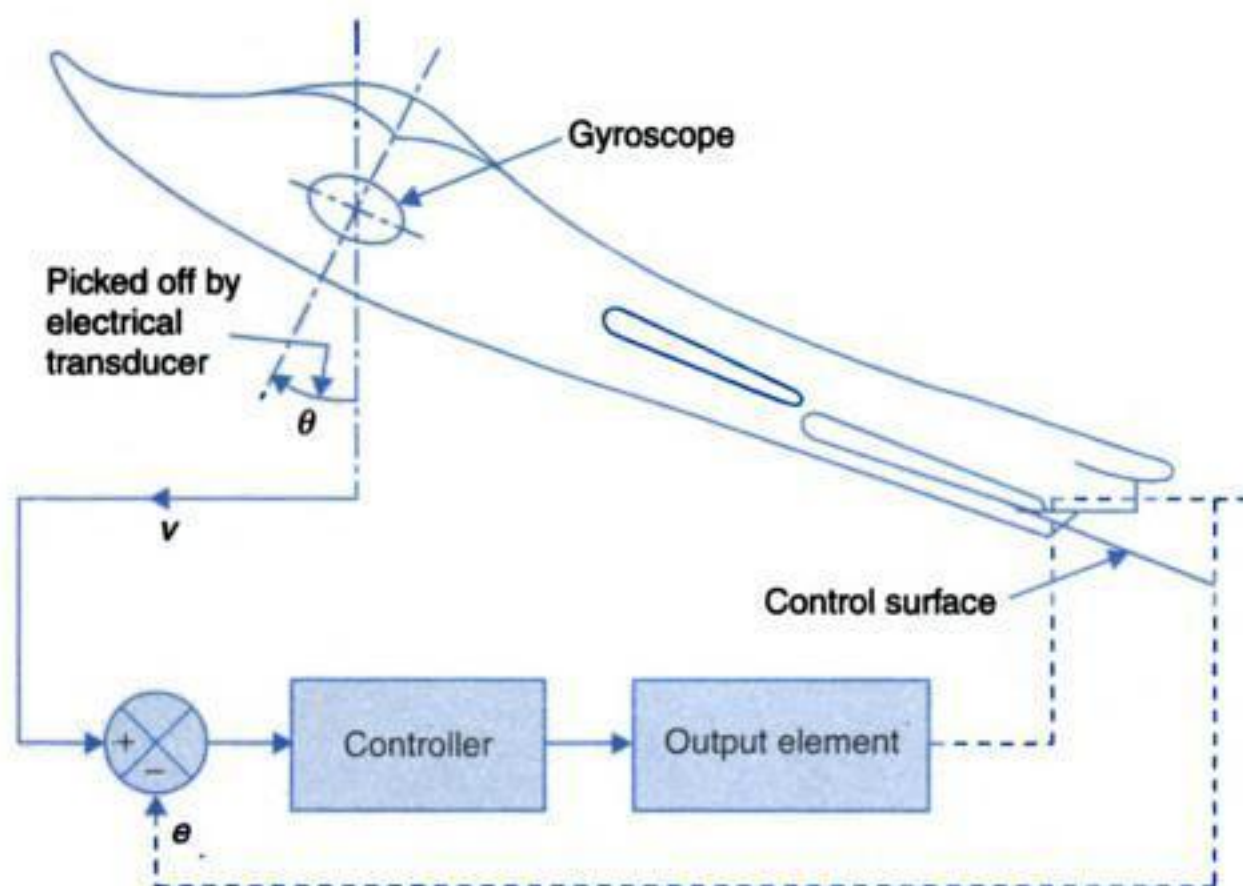 Gyroscope
Picked off by
electrical
transducer
θ
v
Control surface
+
−
Controller
Output element
e